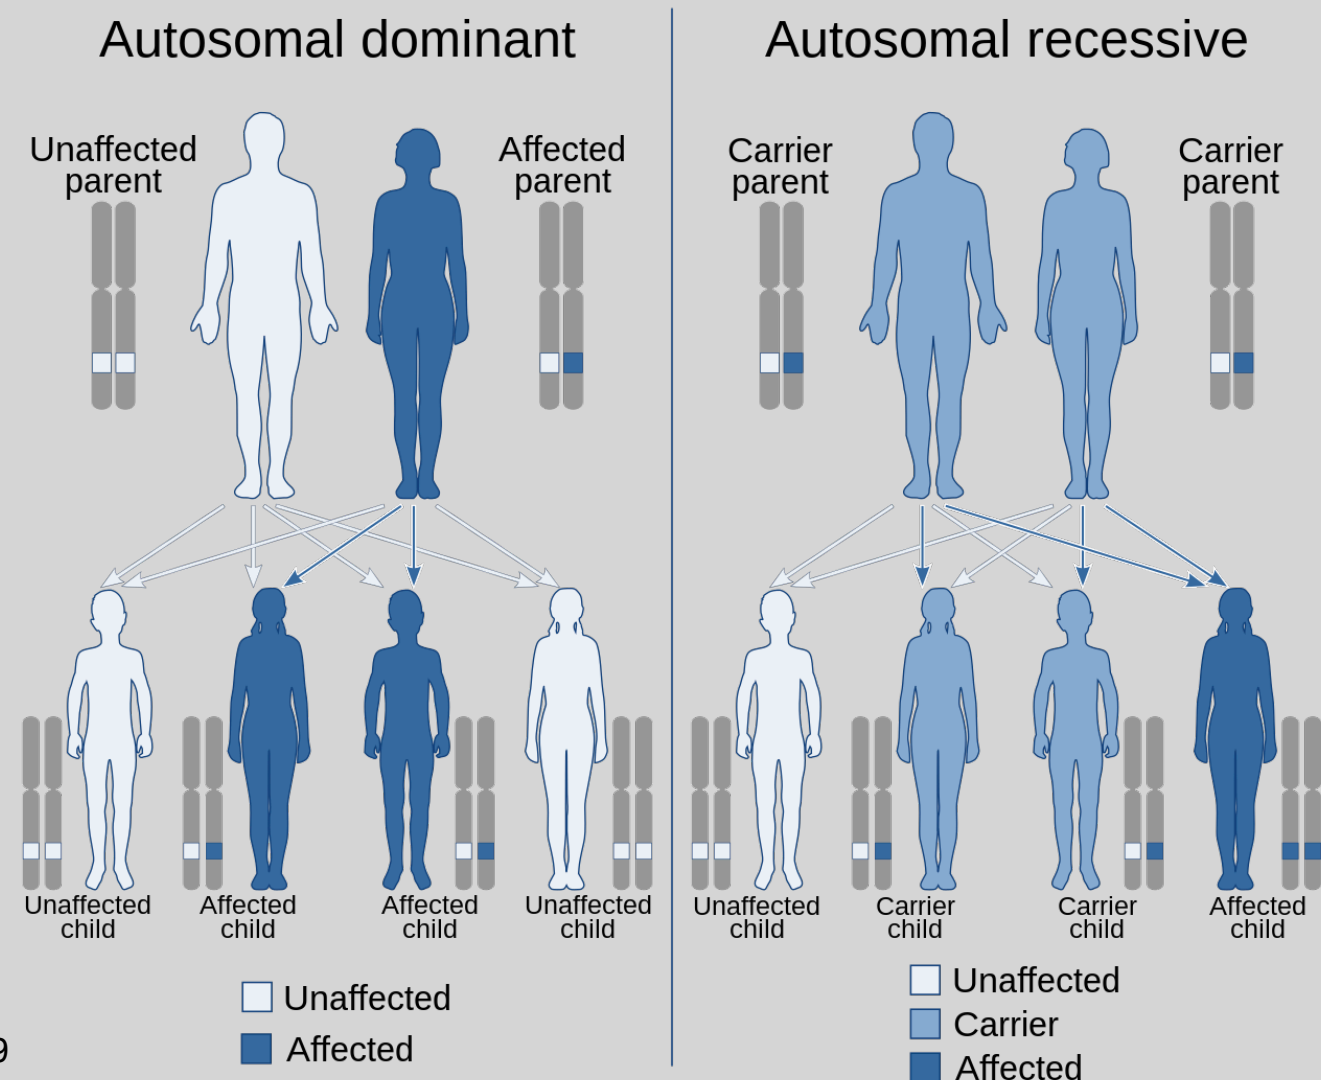 Autosomal dominant
Autosomal recessive
Unaffected
parent
Affected
parent
Carrier
parent
Carrier
parent
Unaffected
child
Affected
child
Affected
child
Unaffected
child
Unaffected
child
Carrier
child
Carrier
child
Affected
child
Unaffected
Affected
9
Unaffected
Carrier
Affected